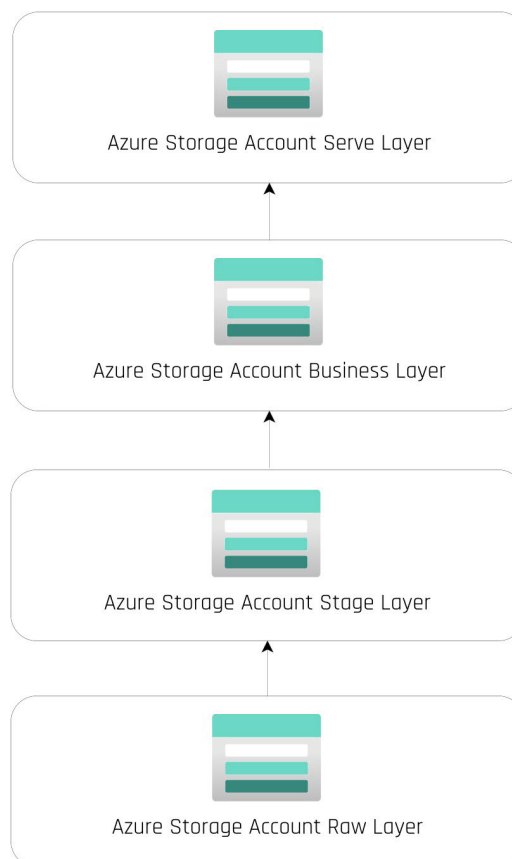 Azure Storage Account Serve Layer
Azure Storage Account Business Layer
Azure Storage Account Stage Layer
Azure Storage Account Raw Layer